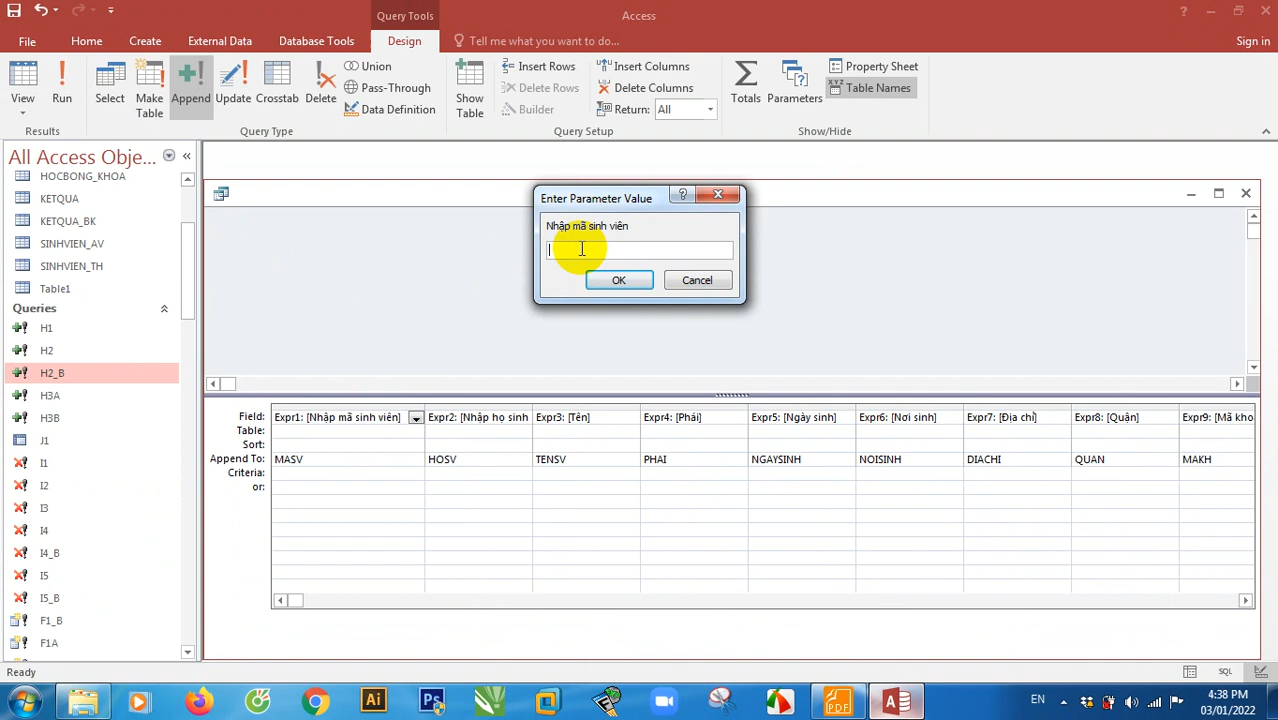 Query Tools
Access
File
Home
Create
External Data
Database Tools
Design
Tell me what you want to do...
Sign in
View
Run
Select
Make Table
Append
Update
Crosstab
Delete
Union
Pass-Through
Data Definition
Show Table
Insert Rows
Delete Rows
Builder
Insert Columns
Delete Columns
Return: All
Totals
Parameters
Property Sheet
Table Names
Results
Query Type
Query Setup
Show/Hide
All Access Obje...
HOCBONG_KHOA
KETQUA
KETQUA_BK
SINHVIEN_AV
SINHVIEN_TH
Table1
Queries
H1
H2
H2_B
H3A
H3B
J1
I1
I2
I3
I4
I4_B
I5
I5_B
F1_B
F1A
Enter Parameter Value
Nhập mã sinh viên
OK
Cancel
Field: Expr1: [Nhập mã sinh viên] Expr2: [Nhập họ sinh Expr3: [Tên] Expr4: [Phái] Expr5: [Ngày sinh] Expr6: [Nơi sinh] Expr7: [Địa chỉ] Expr8: [Quận] Expr9: [Mã kho
Table:
Sort:
Append To: MASV HOSV TENSV PHAI NGAYSINH NOISINH DIACHI QUAN MAKH
Criteria:
or:
Ready
SQL
EN
4:38 PM
03/01/2022